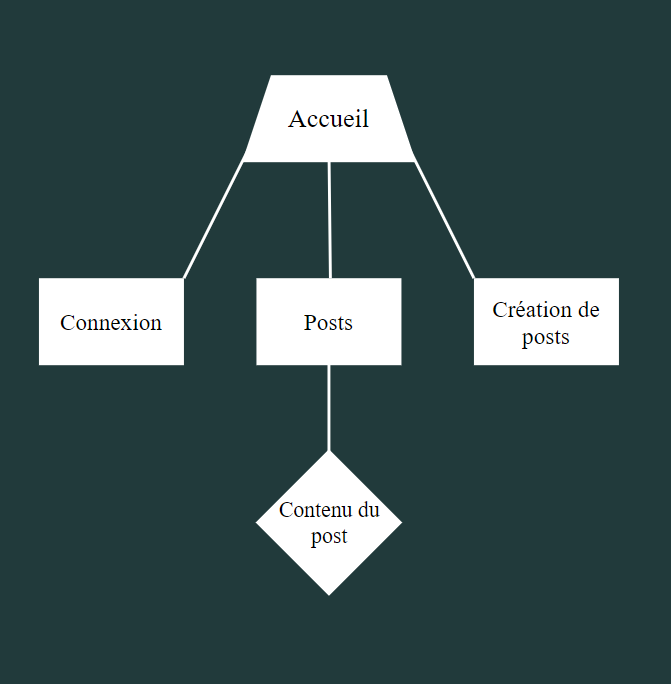 Accueil
Connexion
Posts
Création de
posts
Contenu du
post